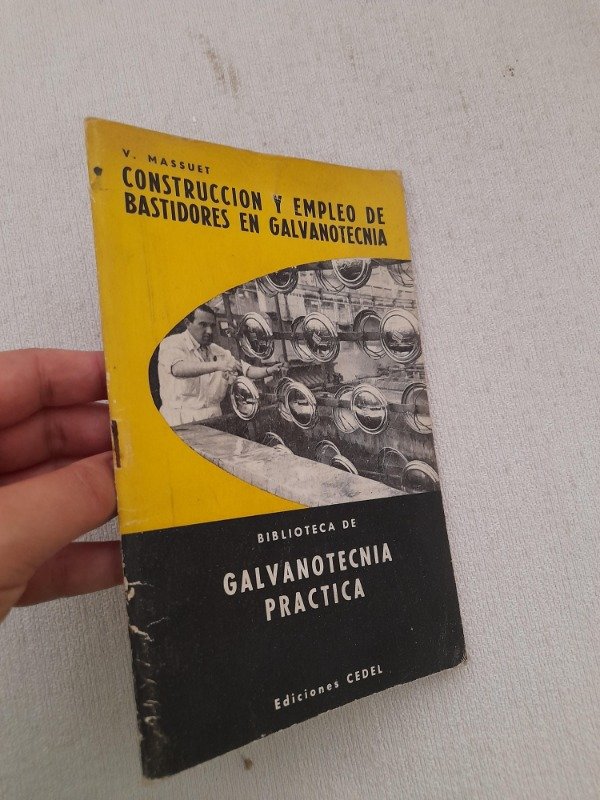 V. MASSUET
CONSTRUCCION Y EMPLEO DE
BASTIDORES EN GALVANOTECNIA
BIBLIOTECA DE
GALVANOTECNIA
PRACTICA
Ediciones CEDEL